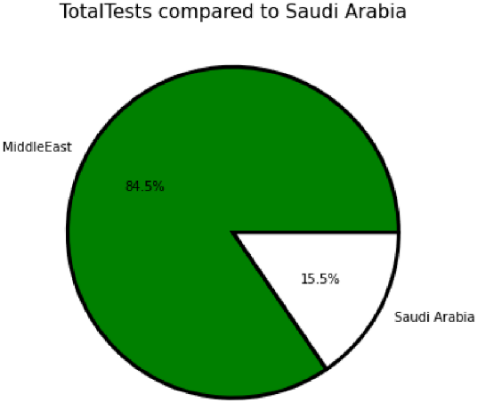 TotalTests compared to Saudi Arabia
MiddleEast
84.5%
15.5%
Saudi Arabia